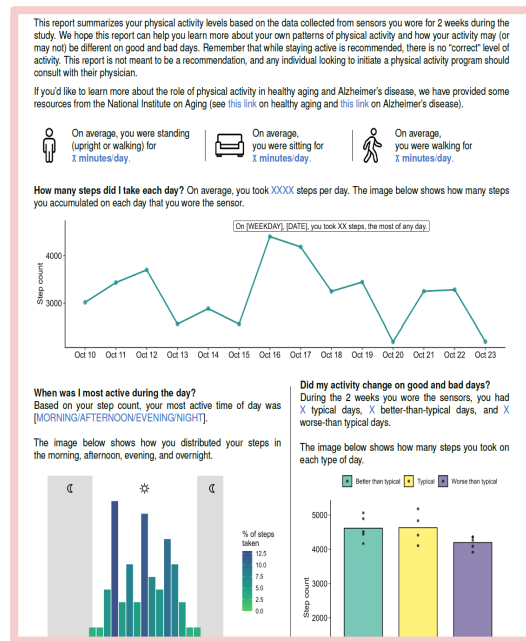 This report summarizes your physical activity levels based on the data collected from sensors you wore for 2 weeks during the
study. We hope this report can help you learn more about your own patterns of physical activity and how your activity may (or
may not) be different on good and bad days. Remember that while staying active is recommended, there is no “correct” level of
activity. This report is not meant to be a recommendation, and any individual looking to initiate a physical activity program should
consult with their physician.
If you’d like to learn more about the role of physical activity in healthy aging and Alzheimer’s disease, we have provided some
resources from the National Institute on Aging (see this link on healthy aging and this link on Alzheimer’s disease).
On average, you were standing
(upright or walking) for
X minutes/day.
On average,
you were sitting for
X minutes/day.
On average,
you were walking for
X minutes/day.
How many steps did I take each day? On average, you took XXXX steps per day. The image below shows how many steps
you accumulated on each day that you wore the sensor.
On [WEEKDAY], [DATE], you took XX steps, the most of any day.
Step count
4000
3000
Oct 10 Oct 11 Oct 12 Oct 13 Oct 14 Oct 15 Oct 16 Oct 17 Oct 18 Oct 19 Oct 20 Oct 21 Oct 22 Oct 23
When was I most active during the day?
Based on your step count, your most active time of day was
[MORNING/AFTERNOON/EVENING/NIGHT].
The image below shows how you distributed your steps in
the morning, afternoon, evening, and overnight.
% of steps
taken
12.5
10.0
7.5
5.0
2.5
0.0
Did my activity change on good and bad days?
During the 2 weeks you wore the sensors, you had
X typical days, X better-than-typical days, and X
worse-than typical days.
The image below shows how many steps you took on
each type of day.
Better than typical Typical Worse than typical
Step count
5000
4000
3000
2000